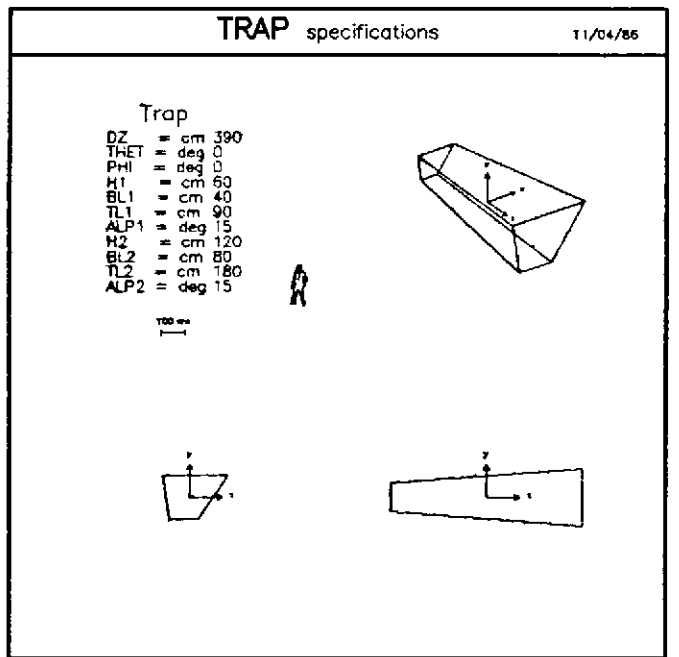 TRAP specifications 11/04/86
Trap
DZ = cm 390
THET = deg 0
PHI = deg 0
H1 = cm 60
BL1 = cm 40
TL1 = cm 90
ALP1 = deg 15
H2 = cm 120
BL2 = cm 80
TL2 = cm 180
ALP2 = deg 15
100 cm
y
x
z
y
x
y
z